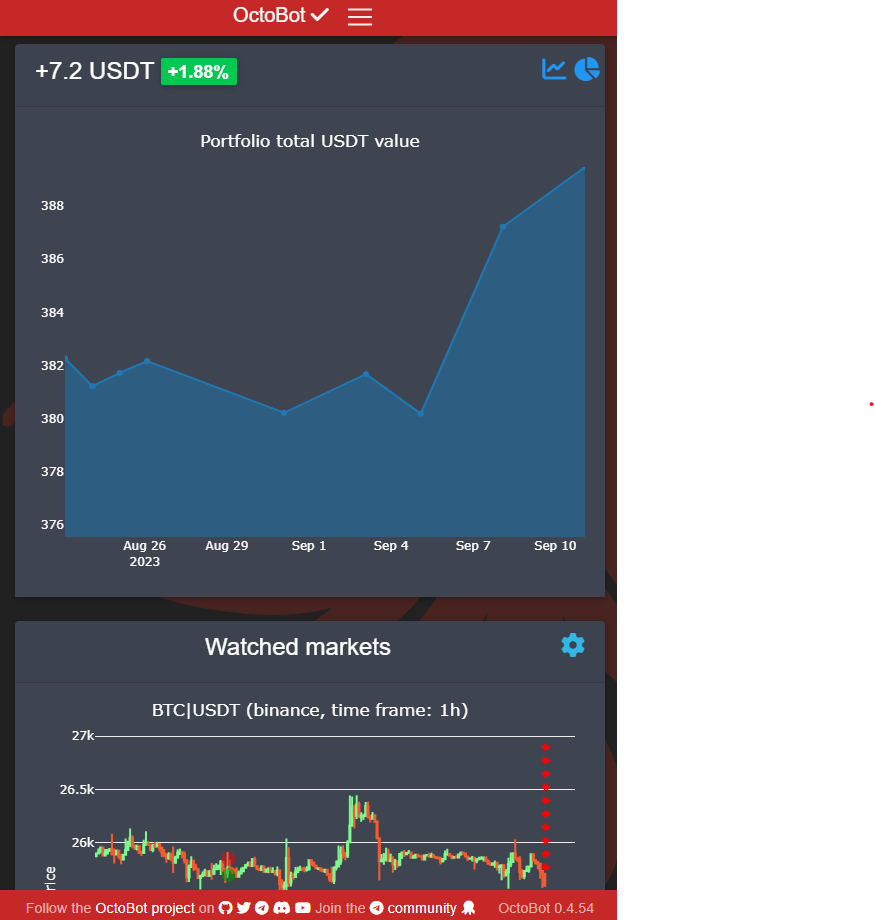 OctoBot
+7.2 USDT +1.88%
Portfolio total USDT value
388
386
384
382
380
378
376
Aug 26 Aug 29 Sep 1 Sep 4 Sep 7 Sep 10
2023
Watched markets
BTC|USDT (binance, time frame: 1h)
27k
26.5k
26k
Follow the OctoBot project on Join the community OctoBot 0.4.54